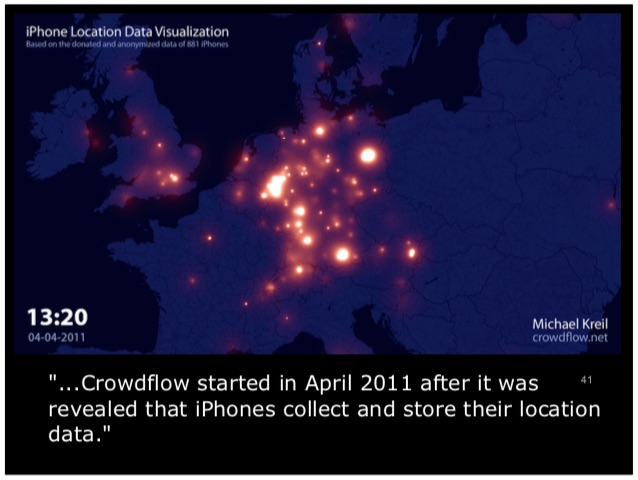 iPhone Location Data Visualization
Based on the donated and anonymized data of 881 iPhones
13:20
04-04-2011
Michael Kreil
crowdflow.net
"...Crowdflow started in April 2011 after it was
41
revealed that iPhones collect and store their location
data."